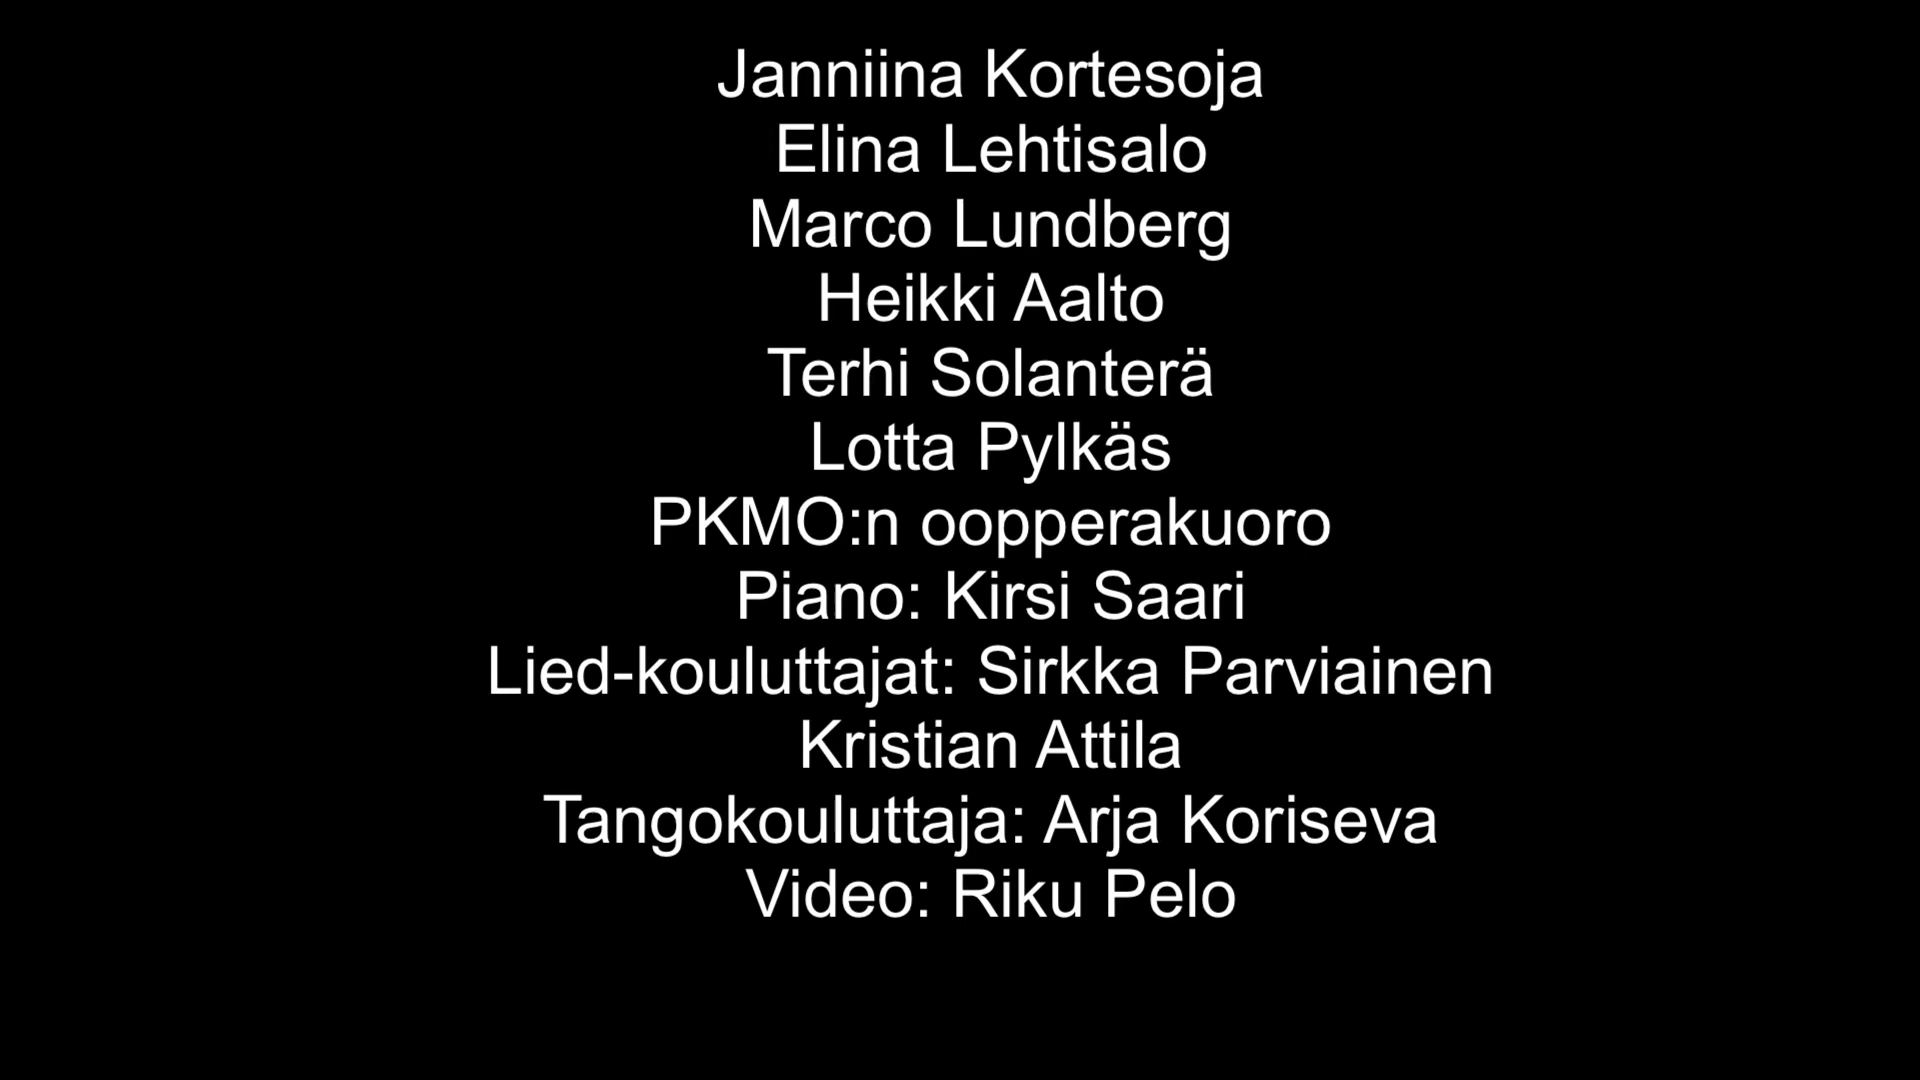 Janniina Kortesoja
Elina Lehtisalo
Marco Lundberg
Heikki Aalto
Terhi Solanterä
Lotta Pylkäs
PKMO:n oopperakuoro
Piano: Kirsi Saari
Lied-kouluttajat: Sirkka Parviainen
Kristian Attila
Tangokouluttaja: Arja Koriseva
Video: Riku Pelo